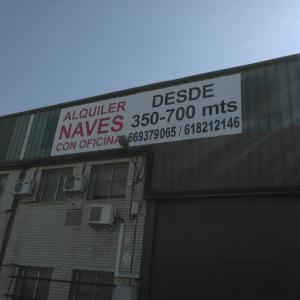 ALQUILER
NAVES
CON OFICINA
DESDE
350-700 mts
669379065 / 618212146